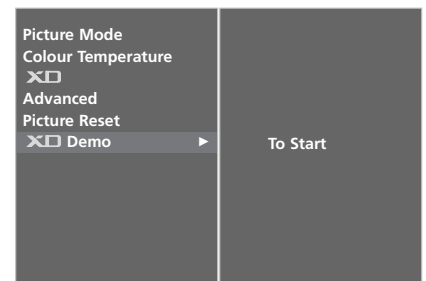 Picture Mode
Colour Temperature
XD
Advanced
Picture Reset
XD Demo ►
To Start